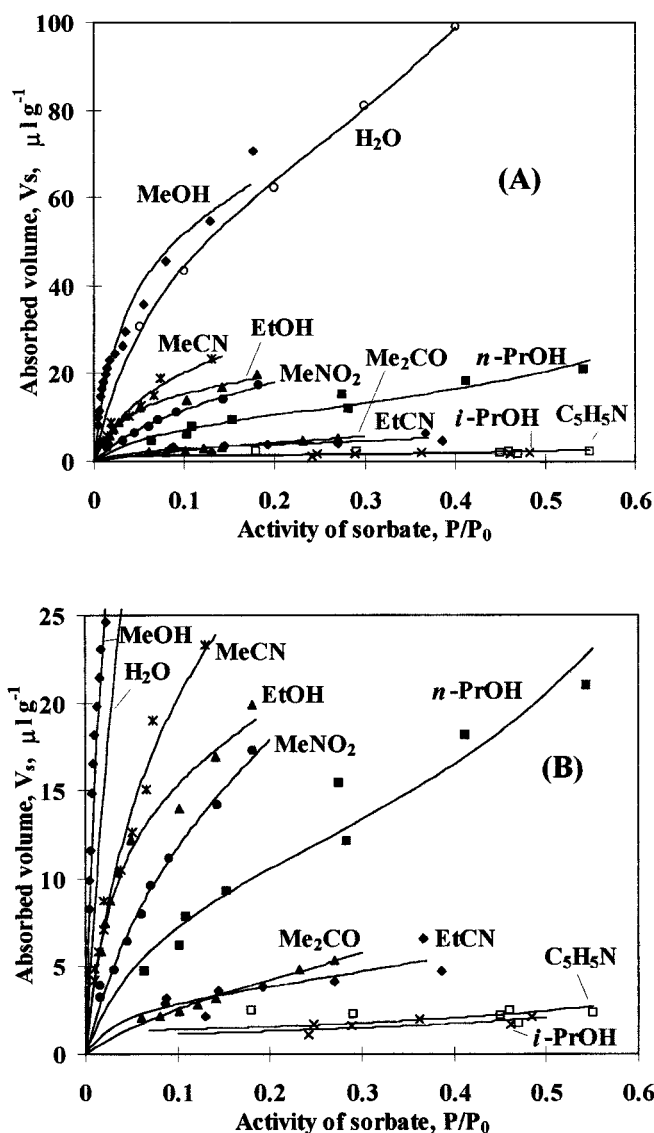 100
80
60
40
20
0
Absorbed volume, Vs, μl g⁻¹
MeOH
H₂O
(A)
MeCN
EtOH
MeNO₂
Me₂CO
n-PrOH
EtCN
i-PrOH
C₅H₅N
0 0.1 0.2 0.3 0.4 0.5 0.6
Activity of sorbate, P/P₀
25
20
15
10
5
0
Absorbed volume, Vₛ, μl g⁻¹
MeOH
H₂O
MeCN
EtOH
MeNO₂
n-PrOH
(B)
Me₂CO
EtCN
C₅H₅N
i-PrOH
0 0.1 0.2 0.3 0.4 0.5 0.6
Activity of sorbate, P/P₀